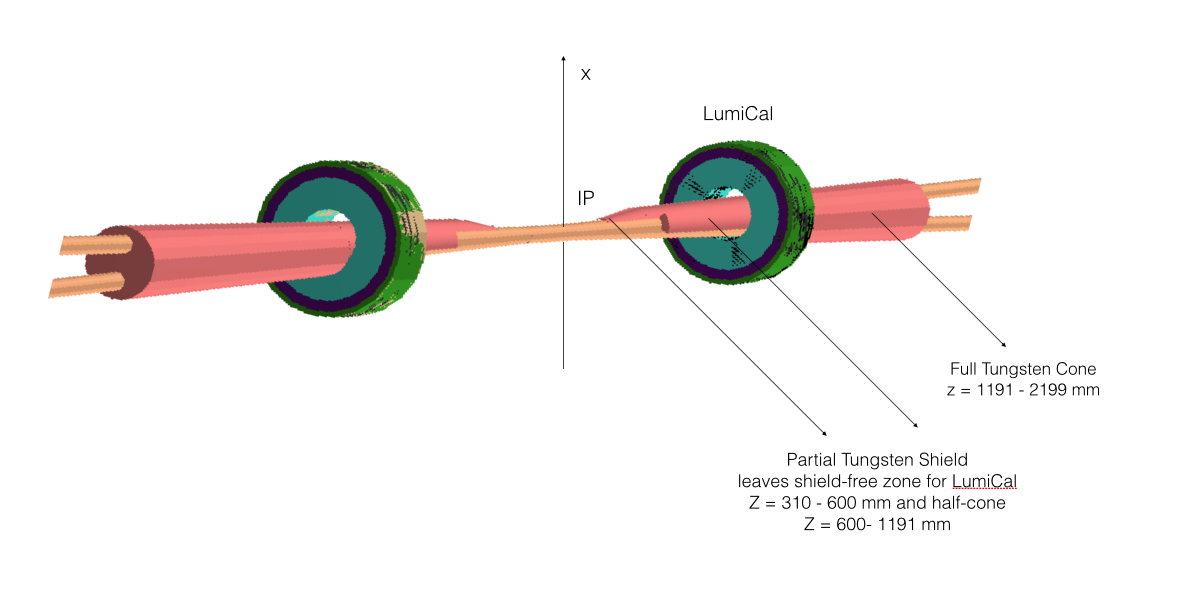 x
LumiCal
IP
Full Tungsten Cone
z = 1191 - 2199 mm
Partial Tungsten Shield
leaves shield-free zone for LumiCal
Z = 310 - 600 mm and half-cone
Z = 600- 1191 mm